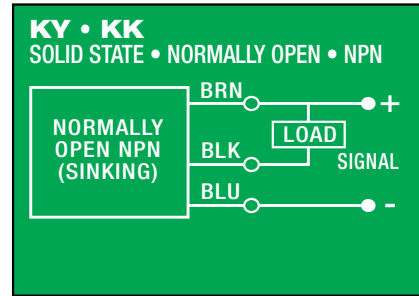 KY • KK
SOLID STATE • NORMALLY OPEN • NPN
BRN
+
NORMALLY
OPEN NPN
(SINKING)
LOAD
BLK
SIGNAL
BLU
-